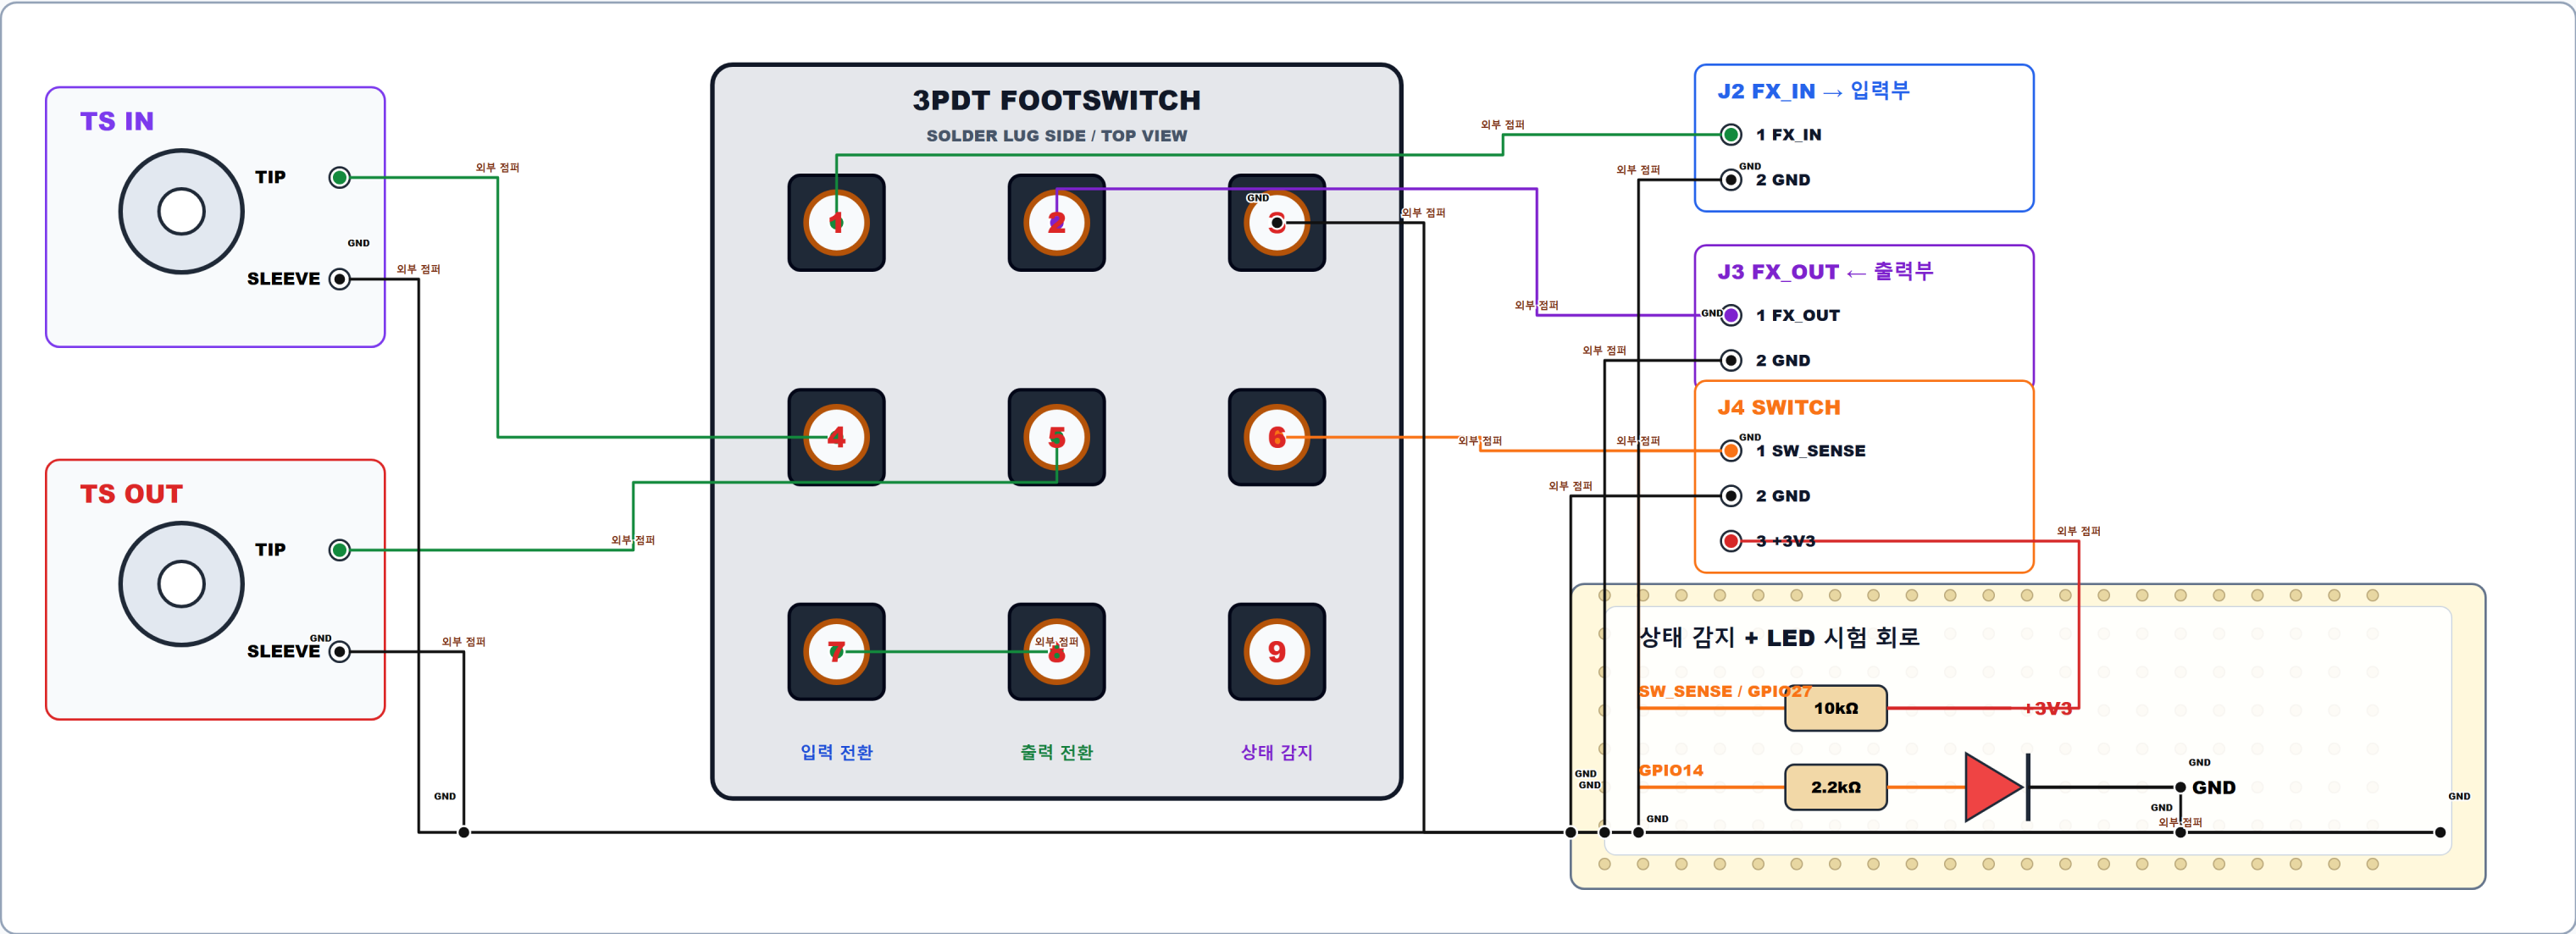 TS IN
TIP
외부 점퍼
GND
SLEEVE
외부 점퍼
TS OUT
TIP
외부 점퍼
GND
SLEEVE
외부 점퍼
GND
3PDT FOOTSWITCH
SOLDER LUG SIDE / TOP VIEW
1
2
GND
3
외부 점퍼
4
5
6
외부 점퍼
7
외부 점퍼
8
9
입력 전환
출력 전환
상태 감지
J2 FX_IN → 입력부
외부 점퍼
1 FX_IN
외부 점퍼
GND
2 GND
J3 FX_OUT ← 출력부
외부 점퍼
GND
1 FX_OUT
외부 점퍼
2 GND
J4 SWITCH
외부 점퍼
GND
1 SW_SENSE
외부 점퍼
2 GND
3 +3V3
외부 점퍼
상태 감지 + LED 시험 회로
SW_SENSE / GPIO27
10kΩ
+3V3
GPIO14
2.2kΩ
GND
GND
GND
GND
GND
GND
외부 점퍼
GND
GND